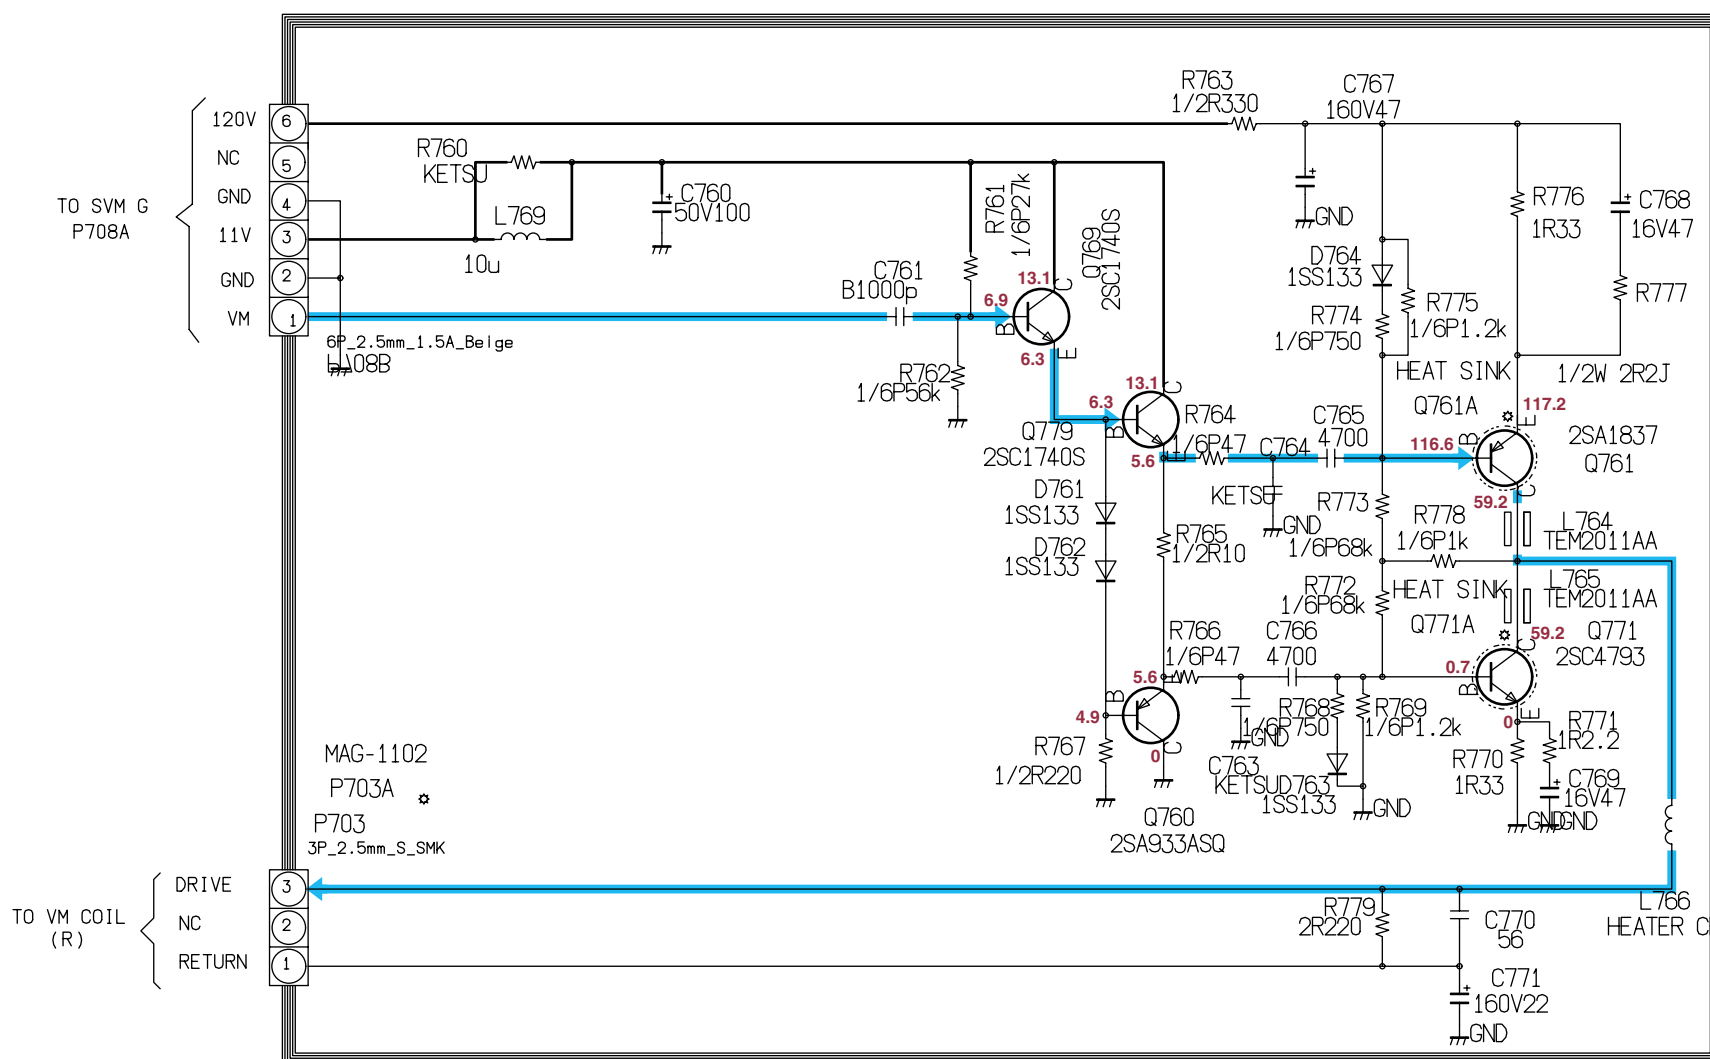 TO SVM G
P708A
120V
6
NC
5
GND
4
11V
3
GND
2
VM
1
6P_2.5mm_1.5A_Beige
R760
KETSU
L769
10u
C760
50V100
C761
B1000p
R761
1/6P27k
Q769
2SC1740S
13.1
C
6.9
B
6.3
E
R762
1/6P56k
R763
1/2R330
C767
160V47
GND
D764
1SS133
R774
1/6P750
R775
1/6P1.2k
R776
1R33
C768
16V47
R777
1/2W 2R2J
HEAT SINK
Q761A
117.2
E
116.6
B
2SA1837
Q761
59.2
C
13.1
C
6.3
B
Q779
2SC1740S
5.6
E
R764
1/6P47
C764
KETSU
GND
C765
4700
D761
1SS133
D762
1SS133
R765
1/2R10
R773
1/6P68k
R778
1/6P1k
L764
TEM2011AA
HEAT SINK
L765
TEM2011AA
R772
1/6P68k
Q771A
59.2
C
Q771
2SC4793
0.7
B
0
E
R766
1/6P47
C766
4700
5.6
E
4.9
B
0
C
R767
1/2R220
Q760
2SA933ASQ
C763
KETSU
GND
R768
1/6P750
R769
1/6P1.2k
D763
1SS133
GND
R770
1R33
R771
1R2.2
C769
16V47
GND
GND
MAG-1102
P703A
P703
3P_2.5mm_S_SMK
TO VM COIL
(R)
DRIVE
3
NC
2
RETURN
1
R779
2R220
C770
56
L766
HEATER C
C771
160V22
GND